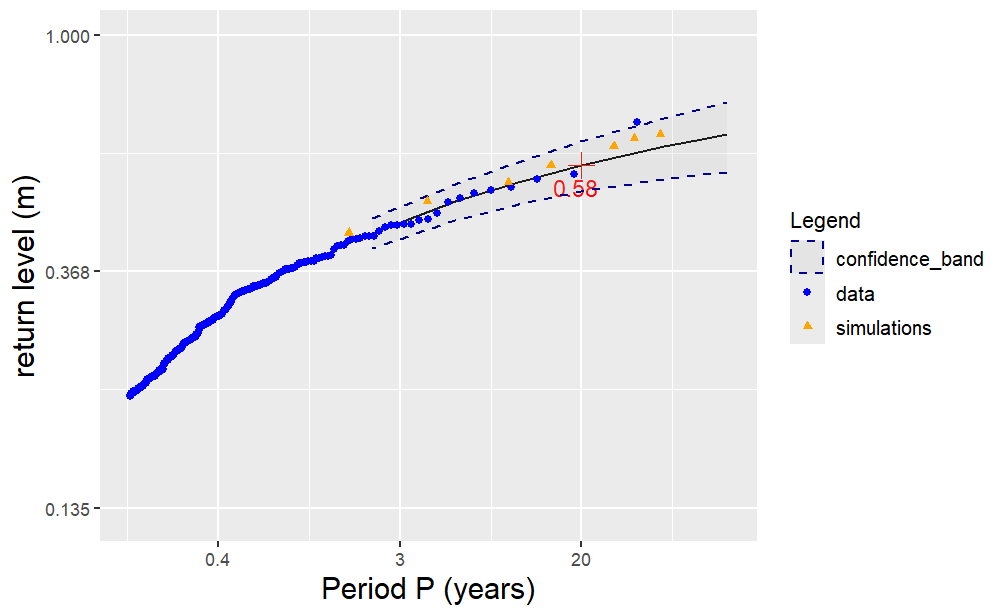 1.000
0.368
0.135
return level (m)
0.58
0.4
3
20
Period P (years)
Legend
confidence_band
data
simulations